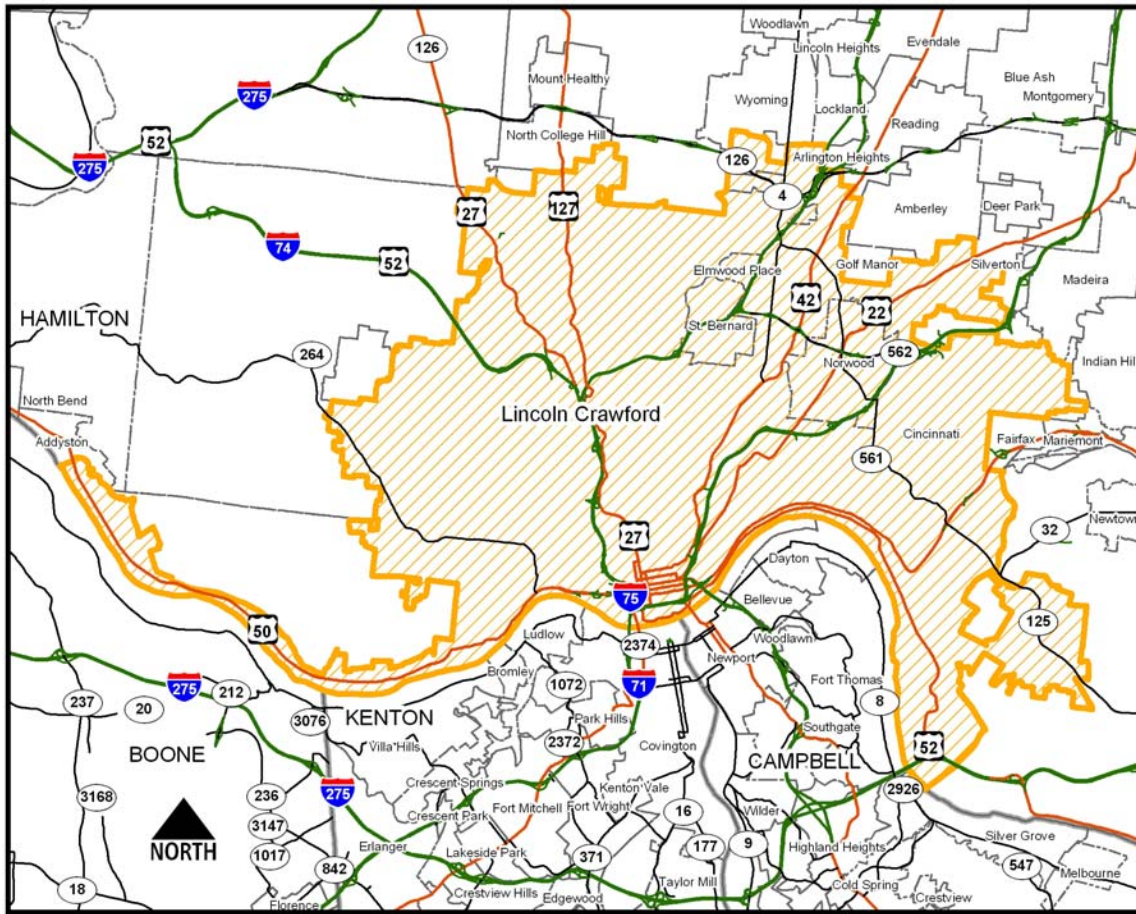 Woodlawn
Lincoln Heights
Evendale
126
275
Mount Healthy
Blue Ash
Wyoming
Montgomery
Lockland
52
North College Hill
Reading
275
126
Arlington Heights
4
27
127
Amberley
Deer Park
74
52
Golf Manor
Silverton
Elmwood Place
Madeira
42
22
HAMILTON
St. Bernard
264
Norwood
562
Indian Hill
North Bend
Lincoln Crawford
Cincinnati
Addyston
Fairfax
Mariemont
561
Newtown
32
27
Dayton
75
Bellevue
125
50
Ludlow
2374
Woodlawn
Bromley
Newport
275
212
1072
71
Fort Thomas
237
20
8
3076
KENTON
Park Hills
Southgate
BOONE
Villa Hills
2372
Covington
52
CAMPBELL
Crescent Springs
275
2926
3168
236
Kenton Vale
Fort Mitchell
Fort Wright
Crescent Park
16
Wilder
3147
NORTH
Silver Grove
1017
Erlanger
Lakeside Park
371
177
9
Highland Heights
842
547
Melbourne
18
Crestview Hills
Taylor Mill
Cold Spring
Florence
Edgewood
Crestview